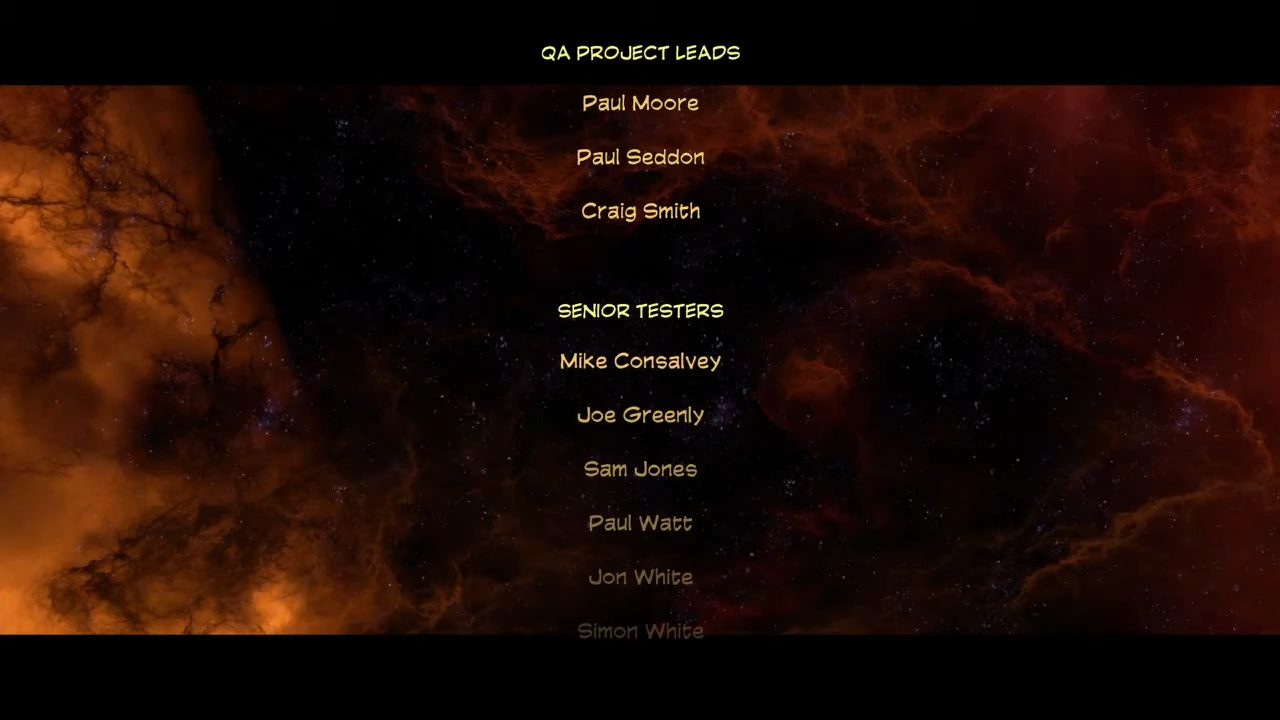 QA PROJECT LEADS
Paul Moore
Paul Seddon
Craig Smith
SENIOR TESTERS
Mike Consalvey
Joe Greenly
Sam Jones
Paul Watt
Jon White
Simon White